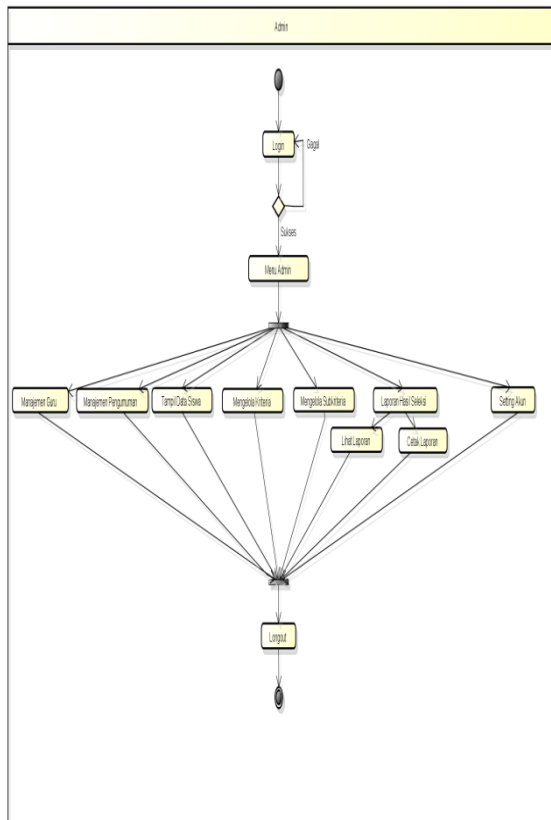 Admin
Login
Gagal
Sukses
Menu Admin
Manajemen Guru
Manajemen Pengumuman
Tampil Data Siswa
Mengelola Kriteria
Mengelola Subkriteria
Laporan Hasil Seleksi
Setting Akun
Lihat Laporan
Cetak Laporan
Longout